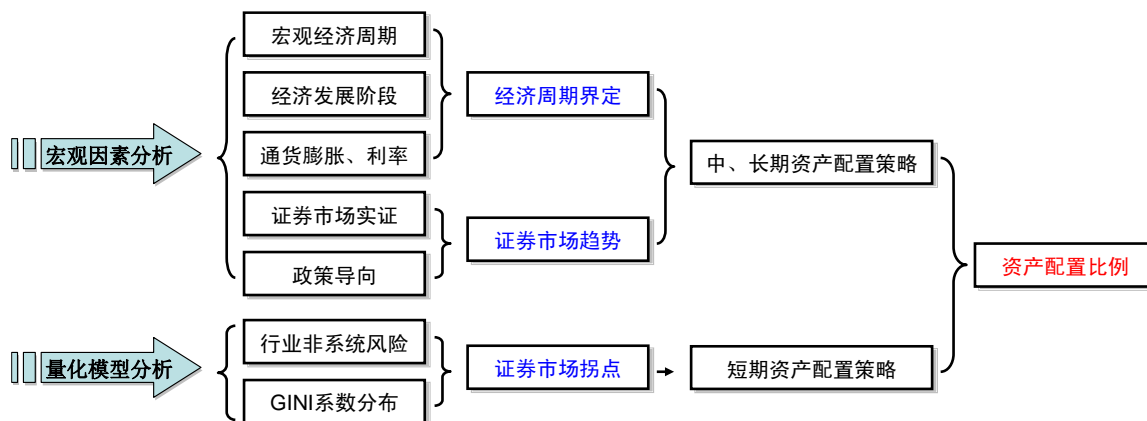 宏观经济周期
经济发展阶段
经济周期界定
宏观因素分析
通货膨胀、利率
中、长期资产配置策略
证券市场实证
证券市场趋势
政策导向
资产配置比例
行业非系统风险
量化模型分析
证券市场拐点
短期资产配置策略
GINI系数分布